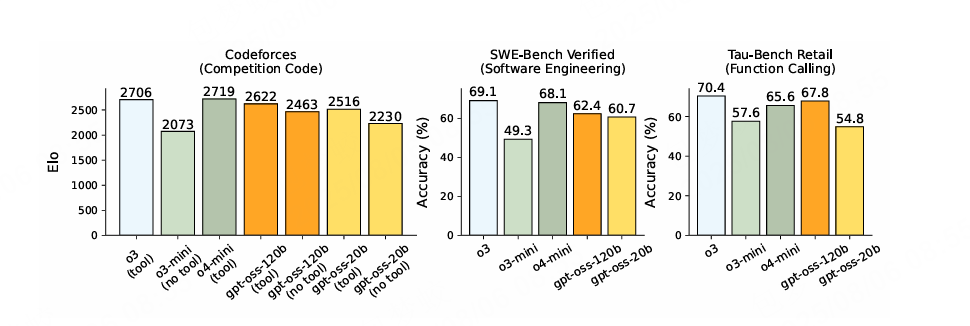 Codeforces
(Competition Code)
Elo
2500
2000
1500
1000
500
0
2706
2073
2719
2622
2463
2516
2230
o3
(tool)
o3-mini
(no tool)
o4-mini
(tool)
gpt-oss-120b
(tool)
gpt-oss-120b
(no tool)
gpt-oss-20b
(tool)
gpt-oss-20b
(no tool)
SWE-Bench Verified
(Software Engineering)
Accuracy (%)
60
40
20
0
69.1
49.3
68.1
62.4
60.7
o3
o3-mini
o4-mini
gpt-oss-120b
gpt-oss-20b
Tau-Bench Retail
(Function Calling)
Accuracy (%)
60
40
20
0
70.4
57.6
65.6
67.8
54.8
o3
o3-mini
o4-mini
gpt-oss-120b
gpt-oss-20b